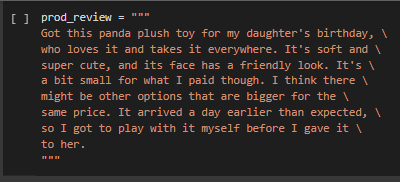 [ ] prod_review = """
Got this panda plush toy for my daughter's birthday, \
who loves it and takes it everywhere. It's soft and \
super cute, and its face has a friendly look. It's \
a bit small for what I paid though. I think there \
might be other options that are bigger for the \
same price. It arrived a day earlier than expected, \
so I got to play with it myself before I gave it \
to her.
"""